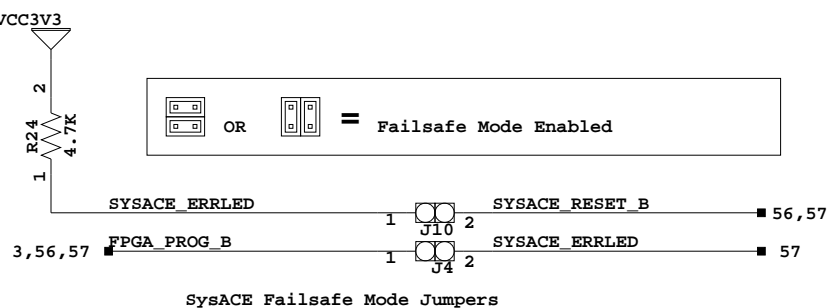 VCC3V3
2
R24
4.7K
1
OR = Failsafe Mode Enabled
SYSACE_ERRLED 1 J10 2 SYSACE_RESET_B 56,57
3,56,57 FPGA_PROG_B 1 J4 2 SYSACE_ERRLED 57
SysACE Failsafe Mode Jumpers